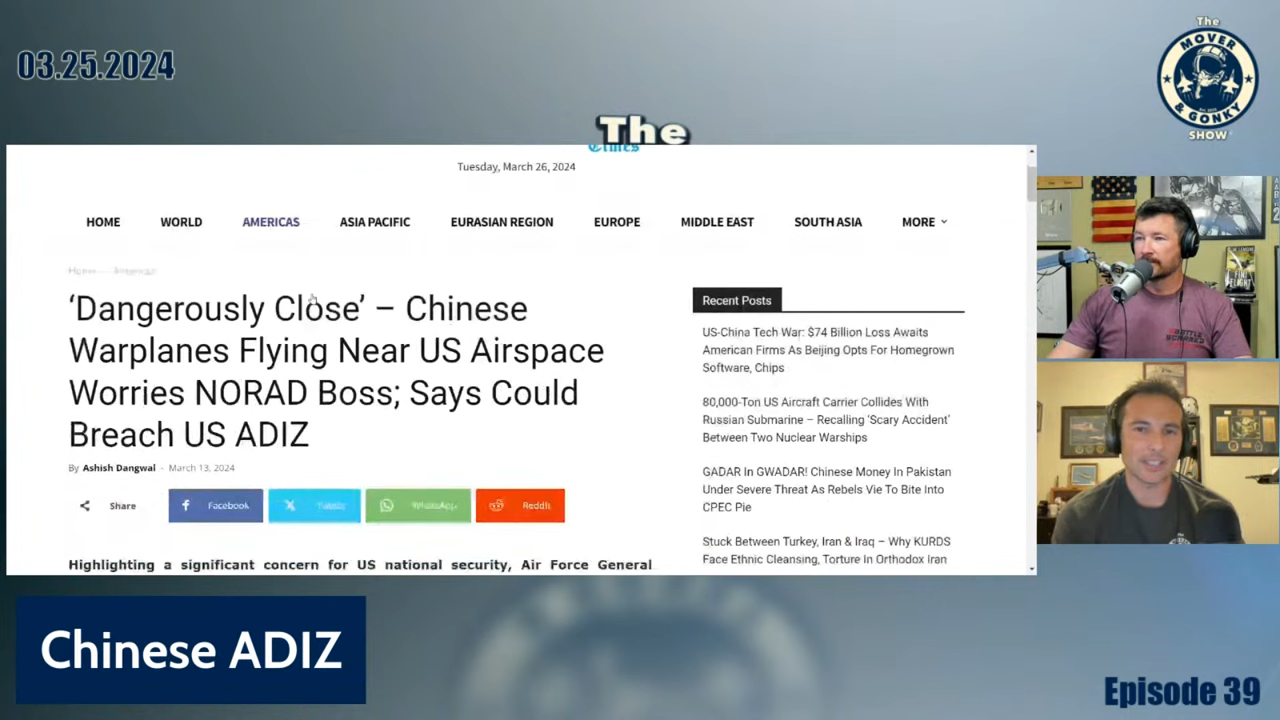 03.25.2024
The
MOVER
& GONKY
SHOW
The
Times
Tuesday, March 26, 2024
HOME WORLD AMERICAS ASIA PACIFIC EURASIAN REGION EUROPE MIDDLE EAST SOUTH ASIA MORE
Home Americas
‘Dangerously Close’ – Chinese
Warplanes Flying Near US Airspace
Worries NORAD Boss; Says Could
Breach US ADIZ
By Ashish Dangwal - March 13, 2024
Share Facebook Twitter WhatsApp ReddIt
Highlighting a significant concern for US national security, Air Force General
Recent Posts
US-China Tech War: $74 Billion Loss Awaits
American Firms As Beijing Opts For Homegrown
Software, Chips
80,000-Ton US Aircraft Carrier Collides With
Russian Submarine – Recalling ‘Scary Accident’
Between Two Nuclear Warships
GADAR In GWADAR! Chinese Money In Pakistan
Under Severe Threat As Rebels Vie To Bite Into
CPEC Pie
Stuck Between Turkey, Iran & Iraq – Why KURDS
Face Ethnic Cleansing, Torture In Orthodox Iran
Chinese ADIZ
Episode 39